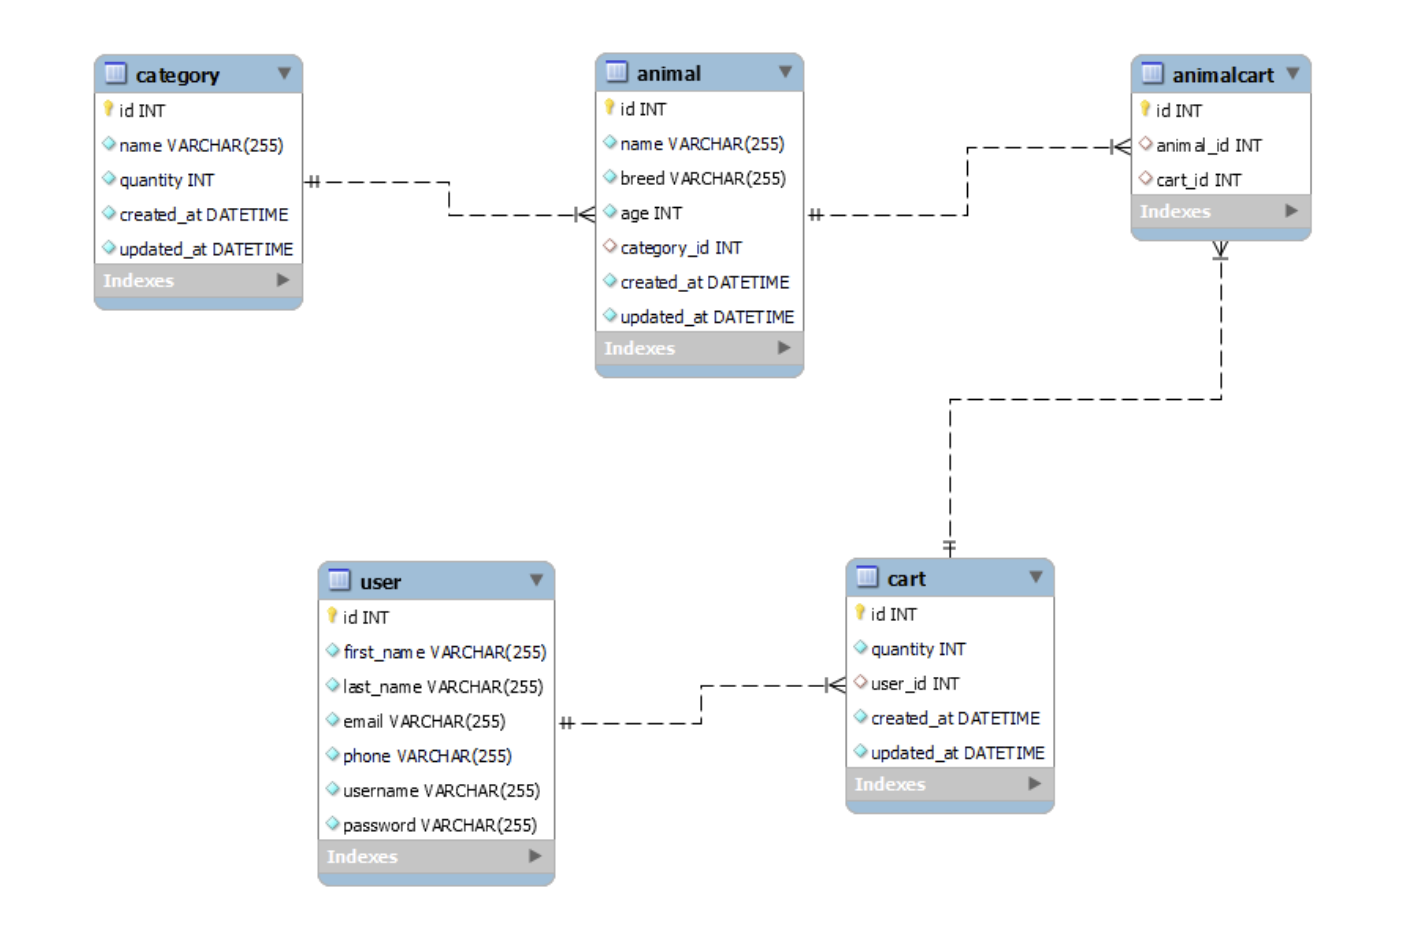 category
id INT
name VARCHAR(255)
quantity INT
created_at DATETIME
updated_at DATETIME
Indexes
animal
id INT
name VARCHAR(255)
breed VARCHAR(255)
age INT
category_id INT
created_at DATETIME
updated_at DATETIME
Indexes
animalcart
id INT
animal_id INT
cart_id INT
Indexes
user
id INT
first_name VARCHAR(255)
last_name VARCHAR(255)
email VARCHAR(255)
phone VARCHAR(255)
username VARCHAR(255)
password VARCHAR(255)
Indexes
cart
id INT
quantity INT
user_id INT
created_at DATETIME
updated_at DATETIME
Indexes